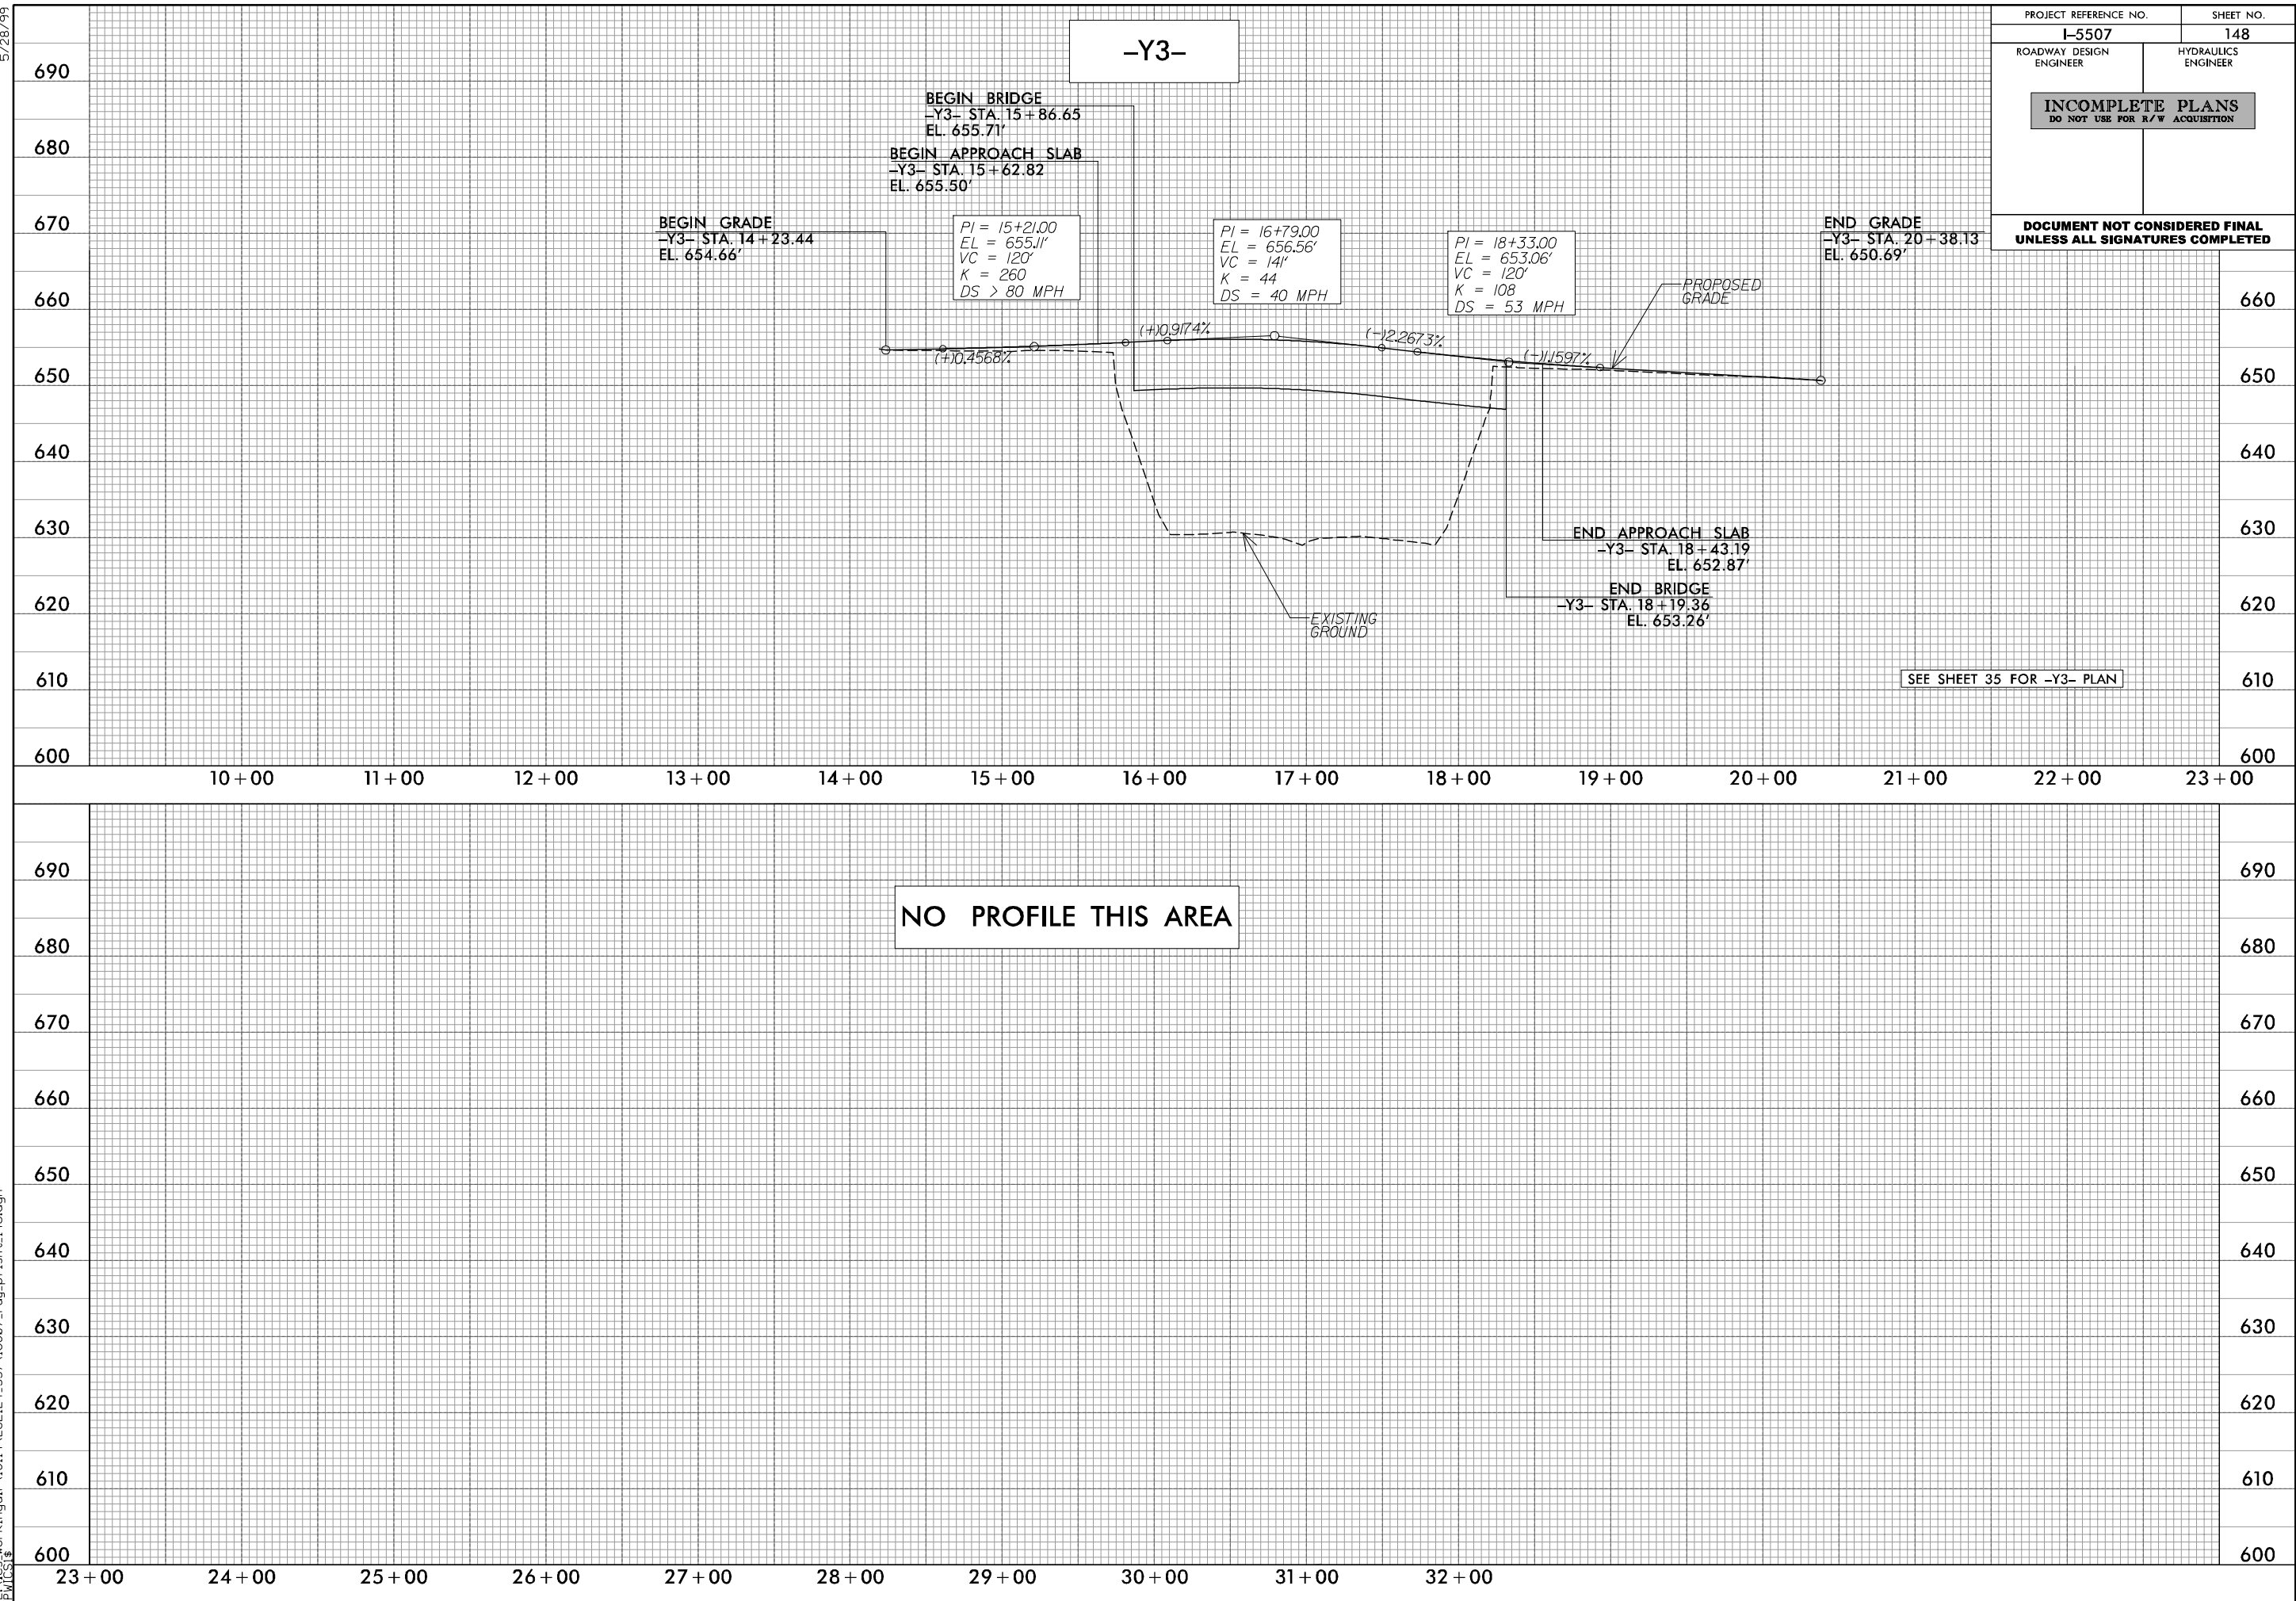 5/28/99
PROJECT REFERENCE NO.
SHEET NO.
I–5507
148
ROADWAY DESIGN
ENGINEER
HYDRAULICS
ENGINEER
INCOMPLETE PLANS
DO NOT USE FOR R/W ACQUISITION
DOCUMENT NOT CONSIDERED FINAL
UNLESS ALL SIGNATURES COMPLETED
–Y3–
BEGIN BRIDGE
–Y3– STA. 15+86.65
EL. 655.71'
BEGIN APPROACH SLAB
–Y3– STA. 15+62.82
EL. 655.50'
BEGIN GRADE
–Y3– STA. 14+23.44
EL. 654.66'
PI = 15+21.00
EL = 655.11'
VC = 120'
K = 260
DS > 80 MPH
PI = 16+79.00
EL = 656.56'
VC = 141'
K = 44
DS = 40 MPH
PI = 18+33.00
EL = 653.06'
VC = 120'
K = 108
DS = 53 MPH
END GRADE
–Y3– STA. 20+38.13
EL. 650.69'
PROPOSED
GRADE
(+)0.4568%
(+)0.9174%
(-)2.2673%
(-)1.1597%
END APPROACH SLAB
–Y3– STA. 18+43.19
EL. 652.87'
END BRIDGE
–Y3– STA. 18+19.36
EL. 653.26'
EXISTING
GROUND
SEE SHEET 35 FOR –Y3– PLAN
690
680
670
660
650
640
630
620
610
600
660
650
640
630
620
610
600
10+00 11+00 12+00 13+00 14+00 15+00 16+00 17+00 18+00 19+00 20+00 21+00 22+00 23+00
NO PROFILE THIS AREA
690
680
670
660
650
640
630
620
610
600
690
680
670
660
650
640
630
620
610
600
23+00 24+00 25+00 26+00 27+00 28+00 29+00 30+00 31+00 32+00